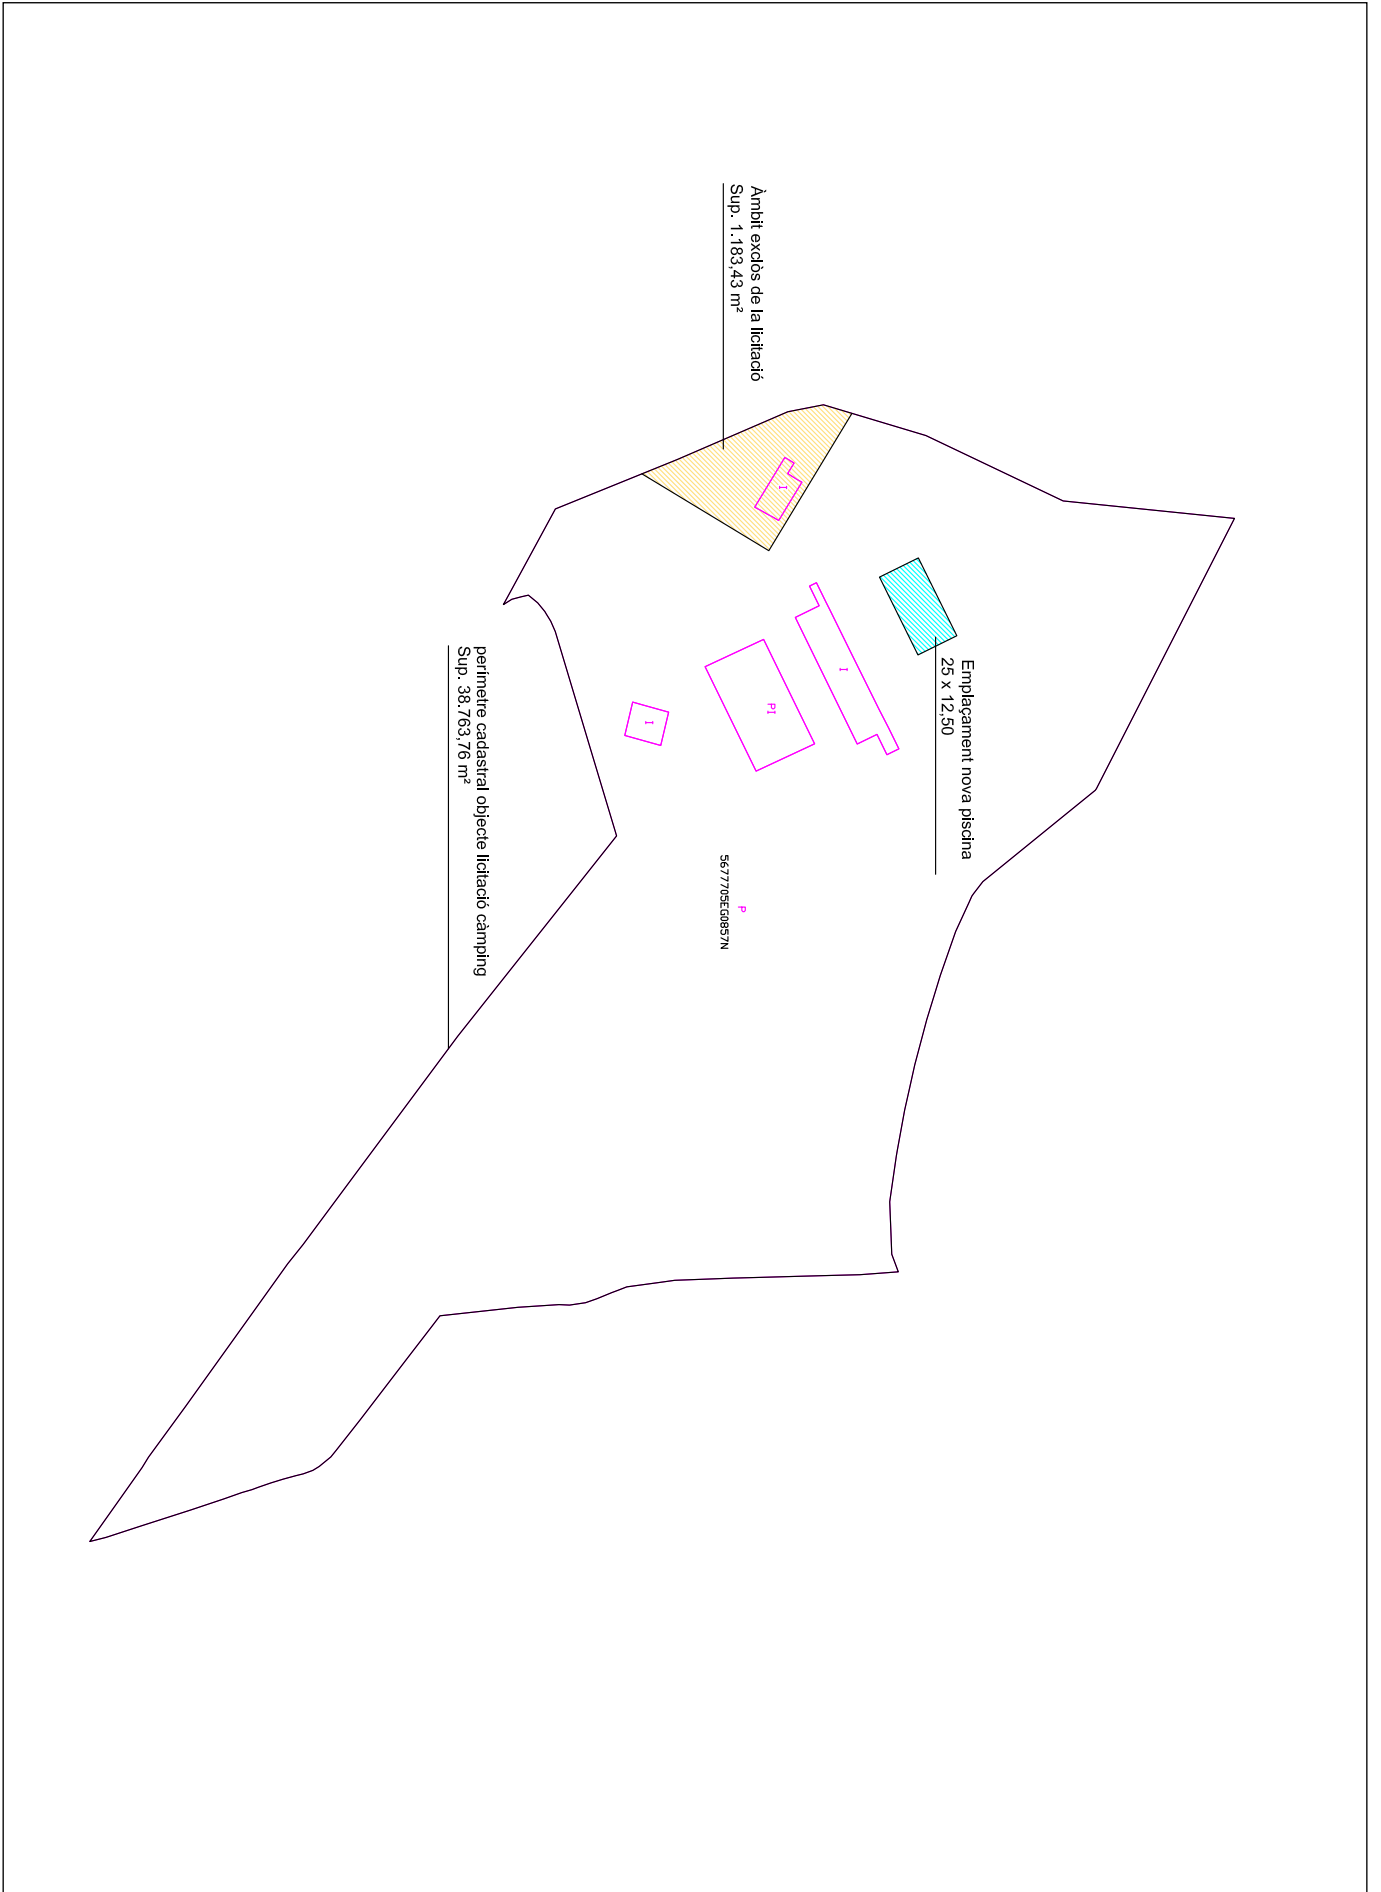 Àmbit exclòs de la licitació
Sup. 1.183,43 m²
I
Emplaçament nova piscina
25 x 12,50
I
PI
I
perímetre cadastral objecte licitació càmping
Sup. 38.763,76 m²
P
5677705EG0857N